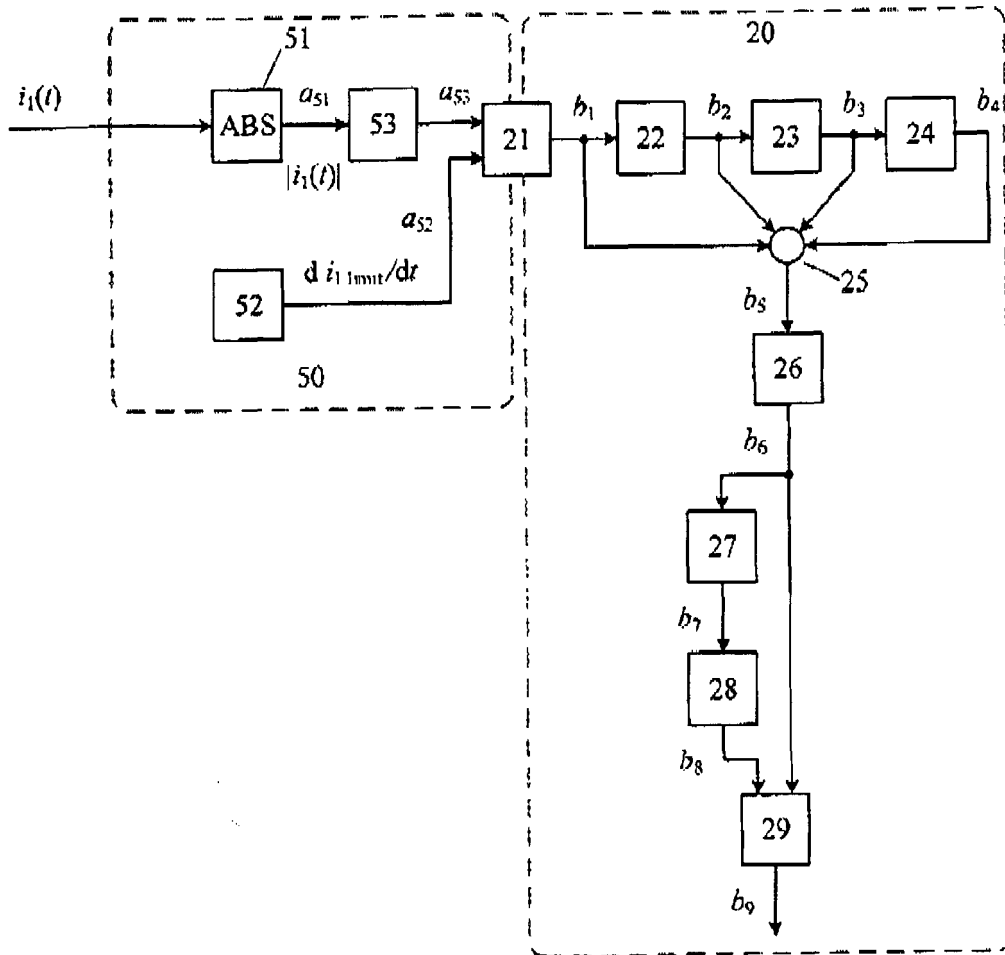 51
20
i₁(t)
a₅₁
a₅₃
b₁
b₂
b₃
b₄
ABS
53
21
22
23
24
|i₁(t)|
a₅₂
d i₁ limit/dt
25
52
b₅
50
26
b₆
27
b₇
28
b₈
29
b₉